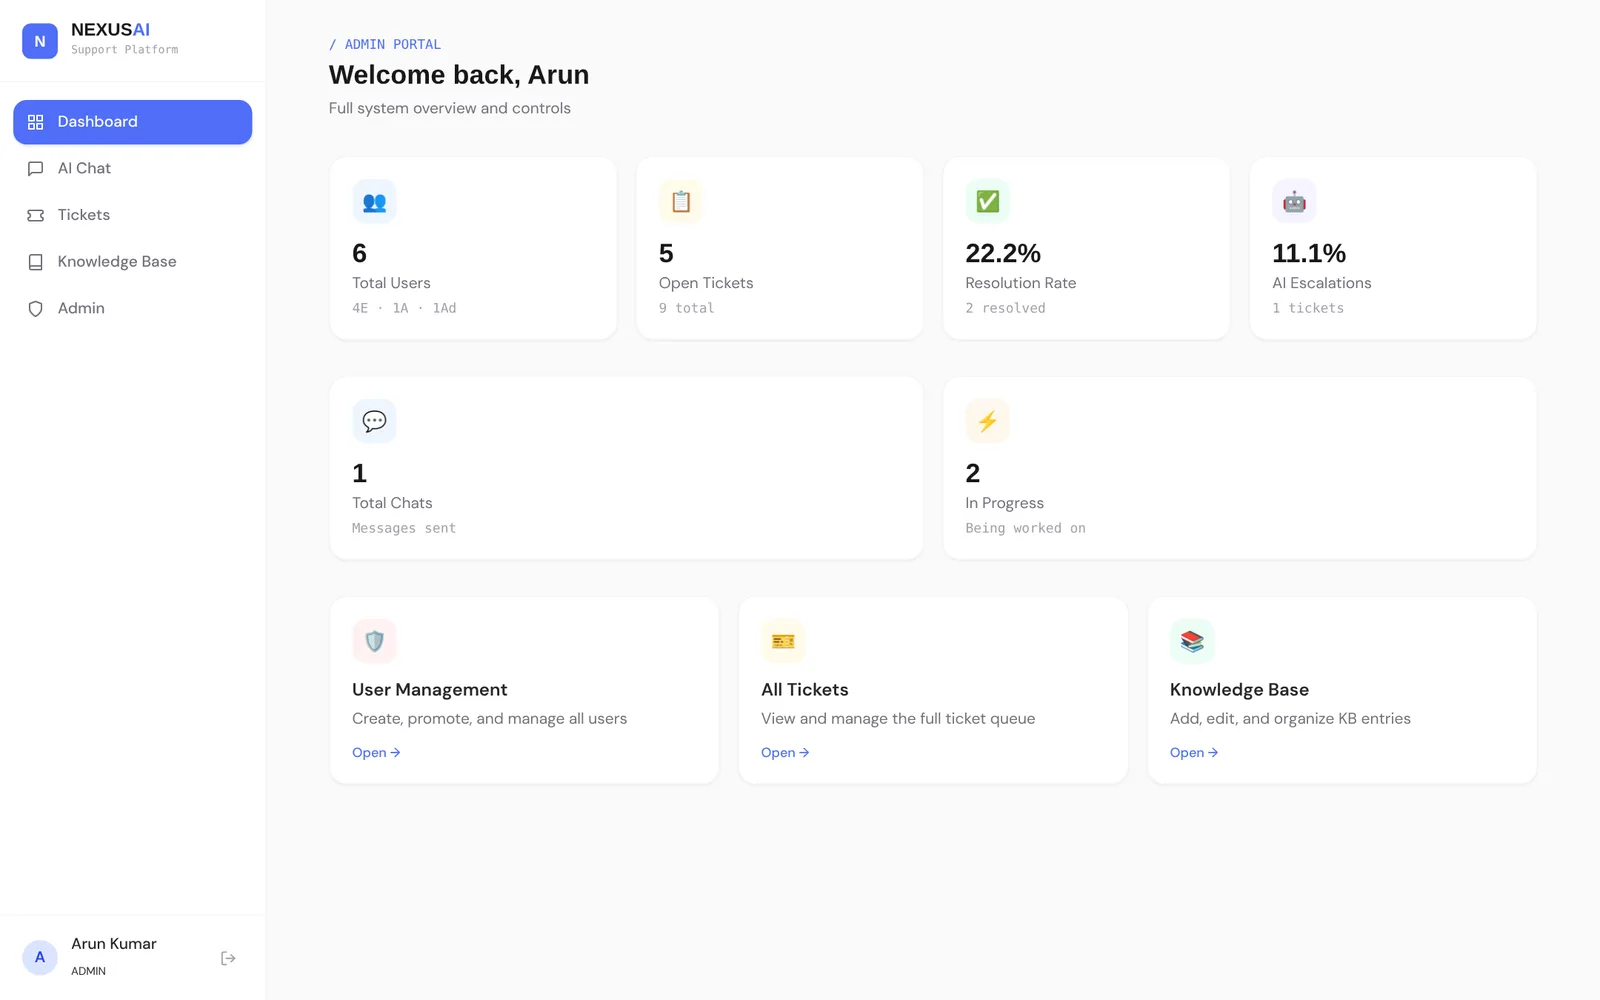 N
NEXUSAI
Support Platform
Dashboard
AI Chat
Tickets
Knowledge Base
Admin
/ ADMIN PORTAL
Welcome back, Arun
Full system overview and controls
6
Total Users
4E · 1A · 1Ad
5
Open Tickets
9 total
22.2%
Resolution Rate
2 resolved
11.1%
AI Escalations
1 tickets
1
Total Chats
Messages sent
2
In Progress
Being worked on
User Management
Create, promote, and manage all users
Open →
All Tickets
View and manage the full ticket queue
Open →
Knowledge Base
Add, edit, and organize KB entries
Open →
A
Arun Kumar
ADMIN